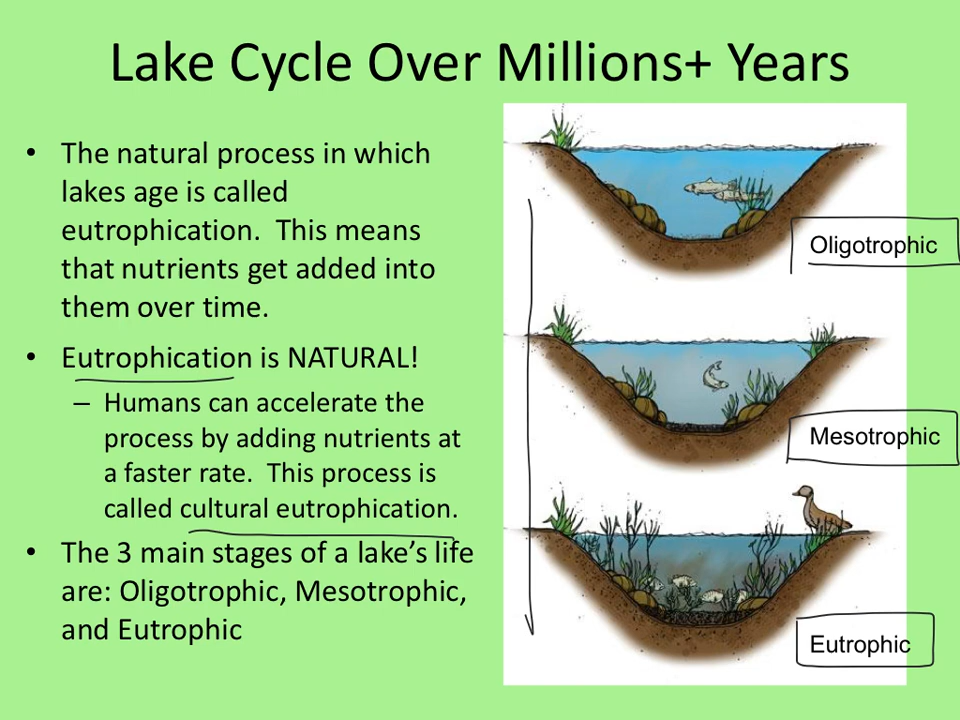 Lake Cycle Over Millions+ Years
• The natural process in which
lakes age is called
eutrophication.  This means
that nutrients get added into
them over time.
• Eutrophication is NATURAL!
– Humans can accelerate the
process by adding nutrients at
a faster rate.  This process is
called cultural eutrophication.
• The 3 main stages of a lake's life
are: Oligotrophic, Mesotrophic,
and Eutrophic
Oligotrophic
Mesotrophic
Eutrophic